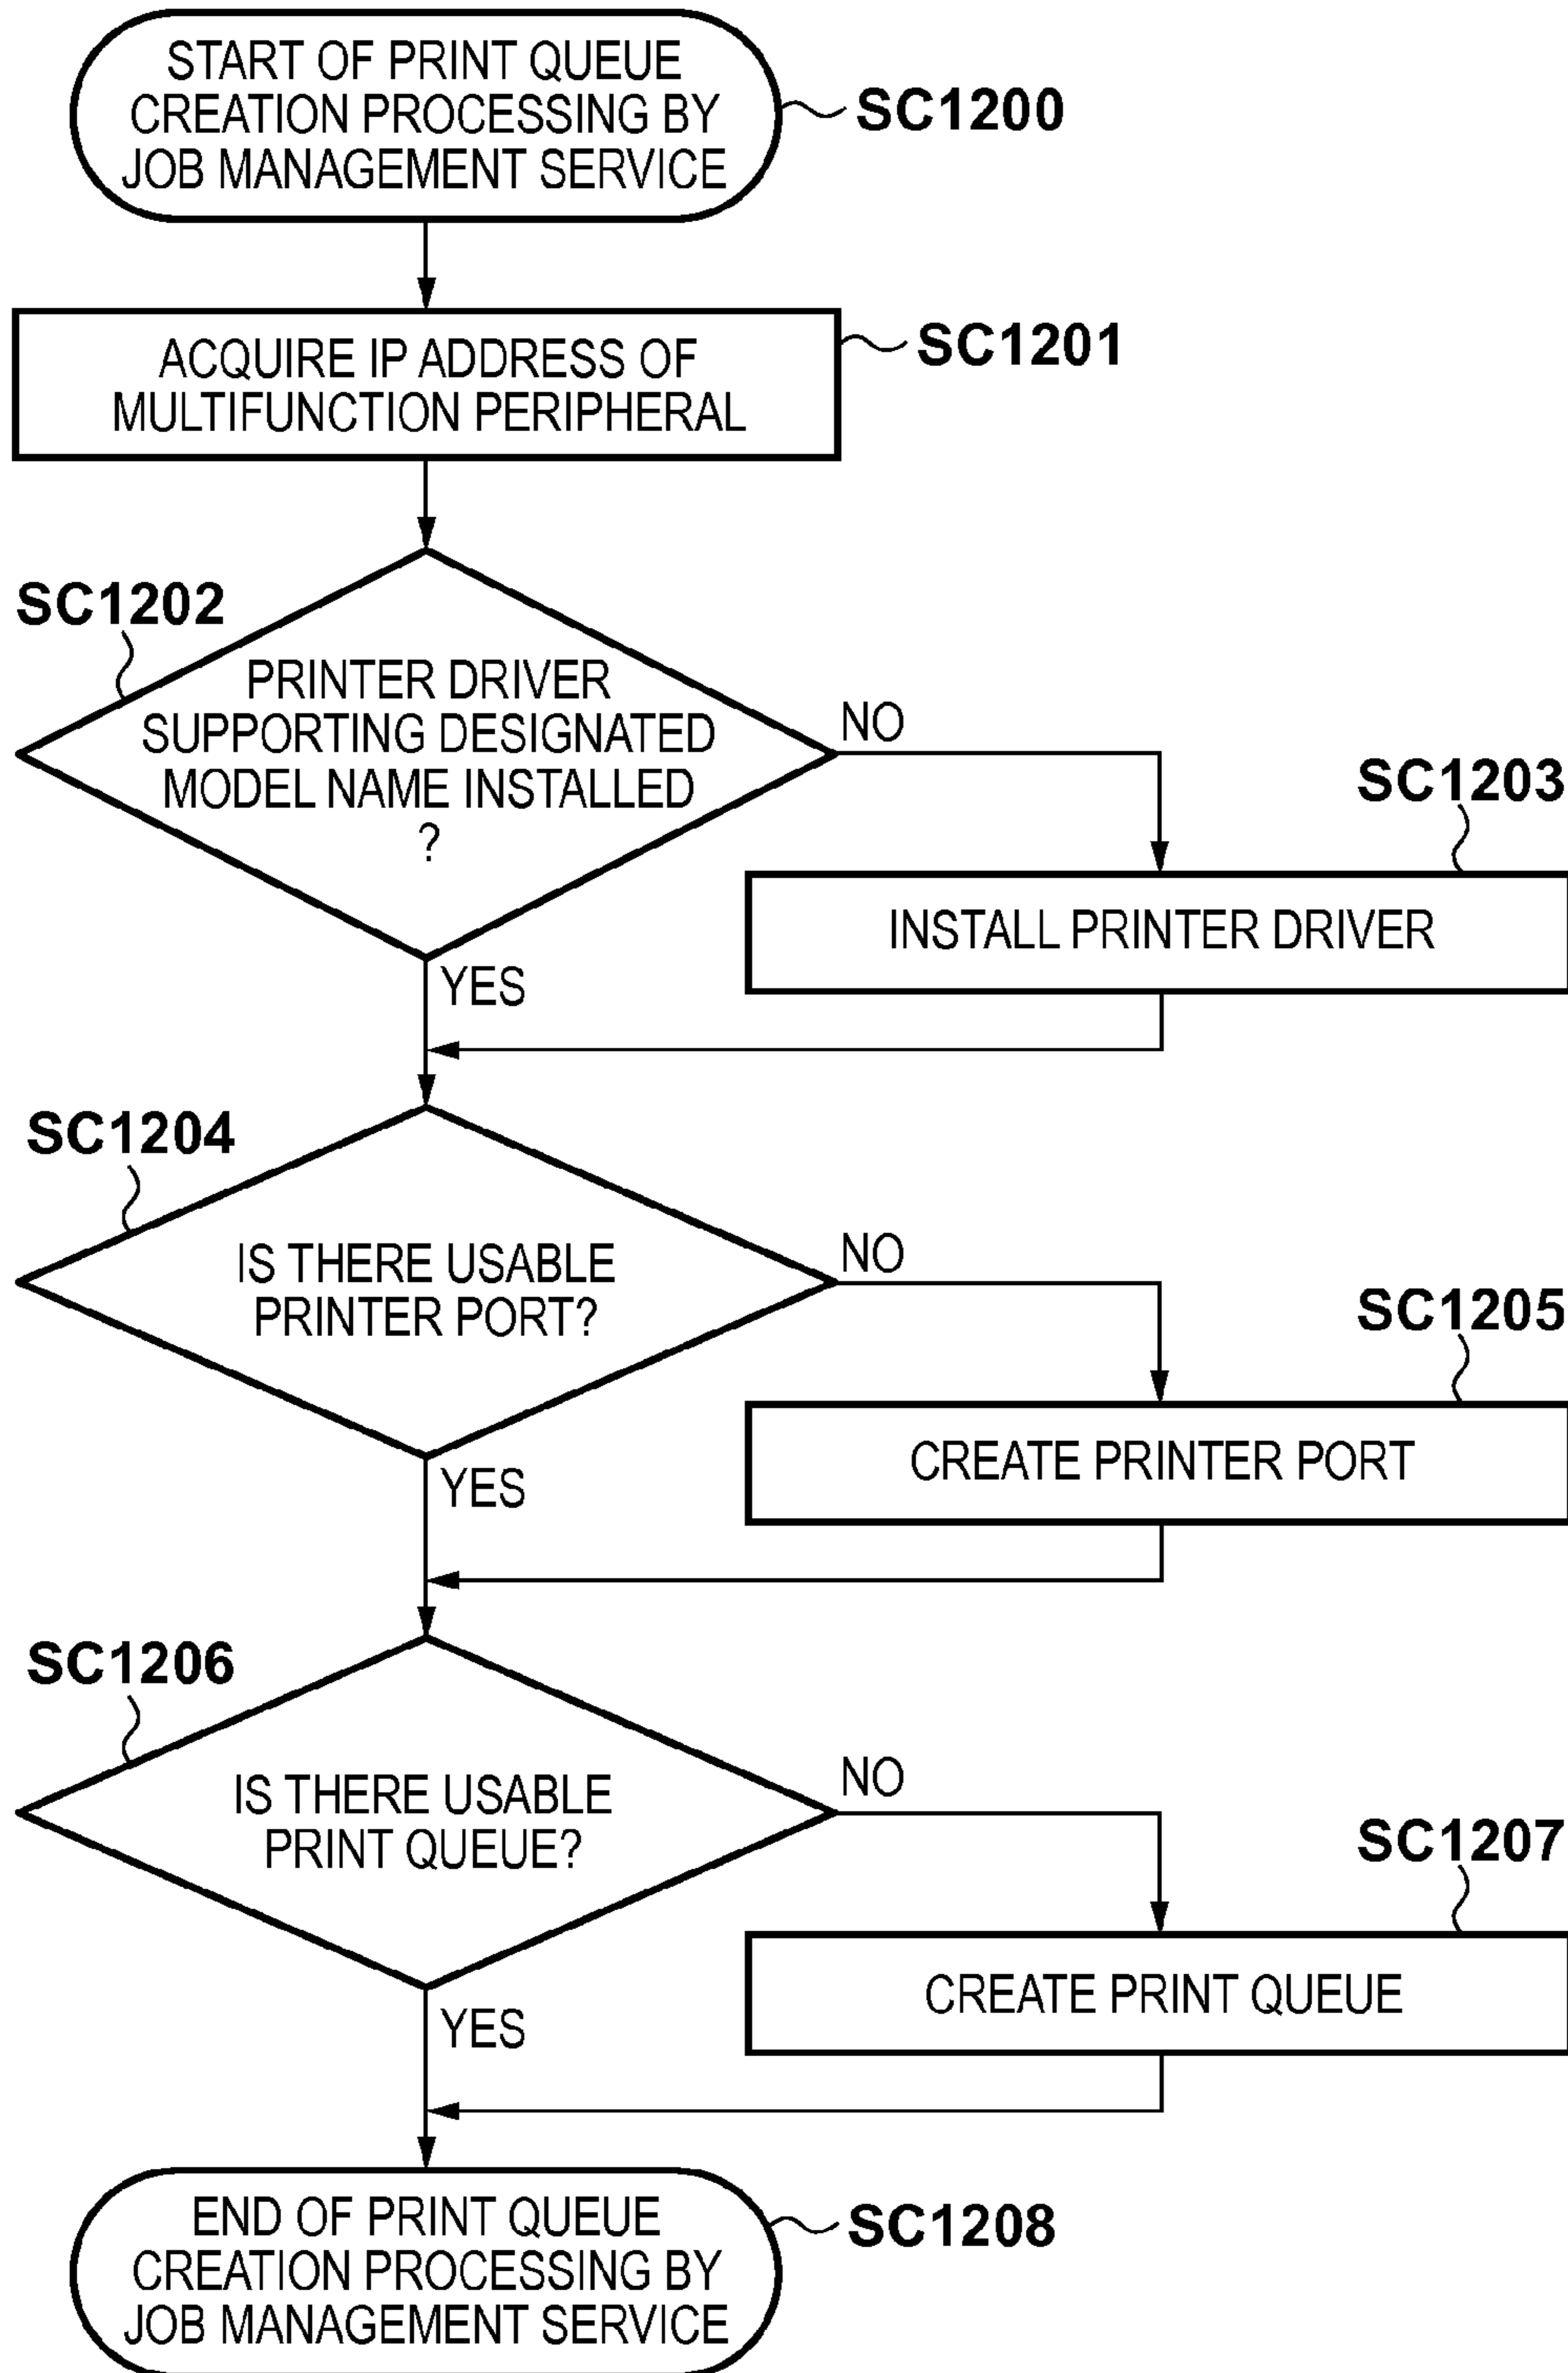 START OF PRINT QUEUE
CREATION PROCESSING BY
JOB MANAGEMENT SERVICE
SC1200
ACQUIRE IP ADDRESS OF
MULTIFUNCTION PERIPHERAL
SC1201
SC1202
PRINTER DRIVER
SUPPORTING DESIGNATED
MODEL NAME INSTALLED
?
NO
SC1203
INSTALL PRINTER DRIVER
YES
SC1204
IS THERE USABLE
PRINTER PORT?
NO
SC1205
CREATE PRINTER PORT
YES
SC1206
IS THERE USABLE
PRINT QUEUE?
NO
SC1207
CREATE PRINT QUEUE
YES
END OF PRINT QUEUE
CREATION PROCESSING BY
JOB MANAGEMENT SERVICE
SC1208